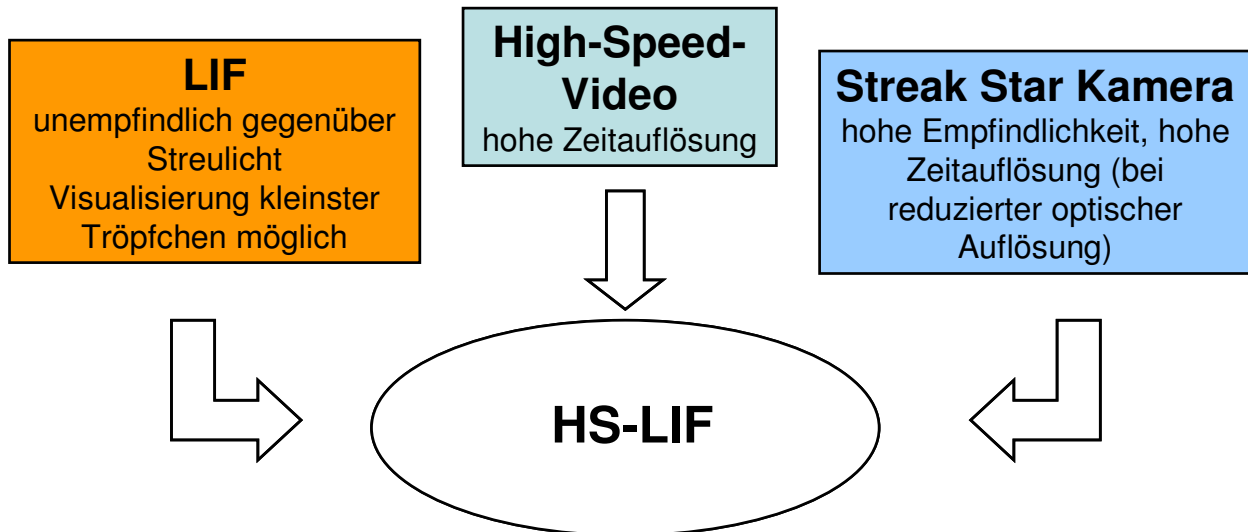 LIF
unempfindlich gegenüber
Streulicht
Visualisierung kleinster
Tröpfchen möglich
High-Speed-
Video
hohe Zeitauflösung
Streak Star Kamera
hohe Empfindlichkeit, hohe
Zeitauflösung (bei
reduzierter optischer
Auflösung)
HS-LIF